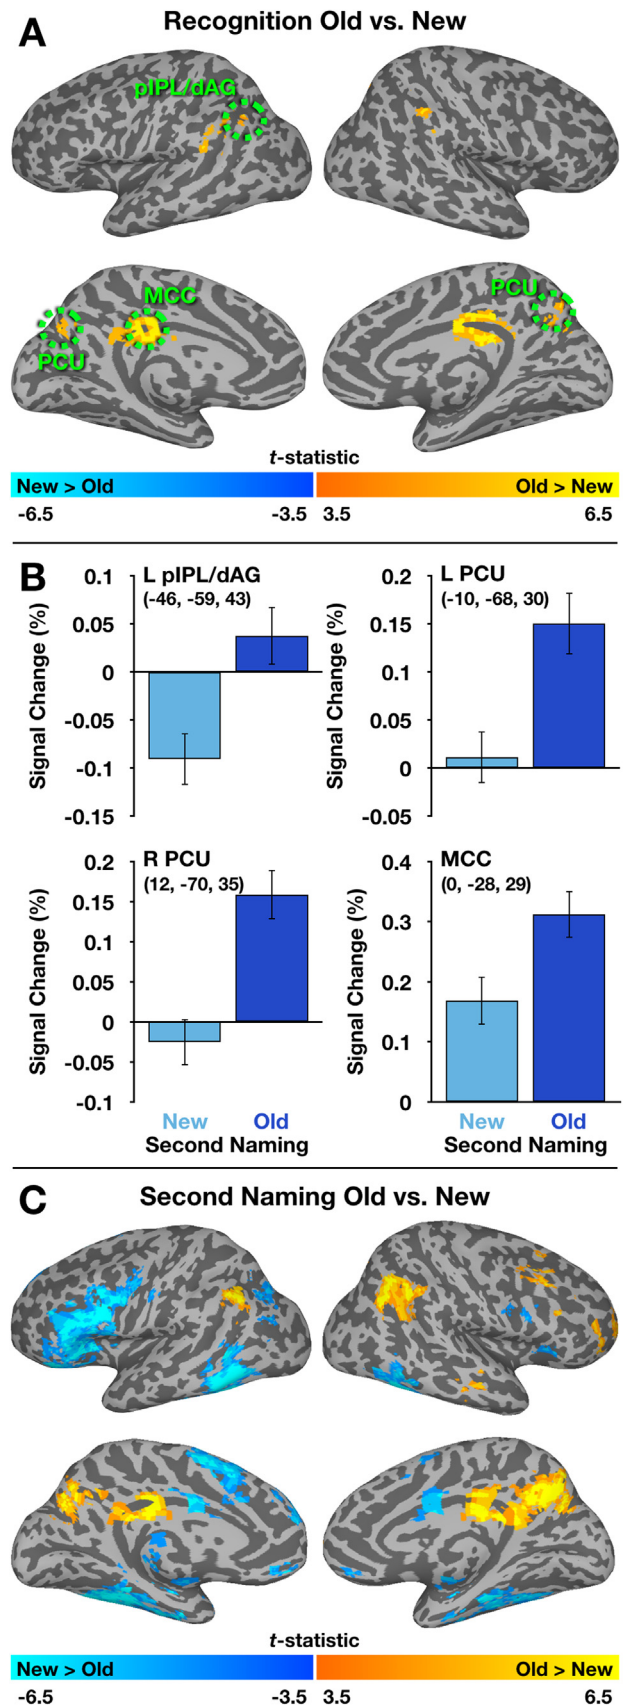 A Recognition Old vs. New
pIPL/dAG
MCC
PCU
PCU
t-statistic
New > Old
Old > New
-6.5 -3.5 3.5 6.5
B
L pIPL/dAG
(-46, -59, 43)
Signal Change (%)
0.1
0.05
0
-0.05
-0.1
-0.15
L PCU
(-10, -68, 30)
Signal Change (%)
0.2
0.15
0.1
0.05
0
-0.05
R PCU
(12, -70, 35)
Signal Change (%)
0.2
0.15
0.1
0.05
0
-0.05
-0.1
New Old
Second Naming
MCC
(0, -28, 29)
Signal Change (%)
0.4
0.3
0.2
0.1
0
New Old
Second Naming
C Second Naming Old vs. New
t-statistic
New > Old
Old > New
-6.5 -3.5 3.5 6.5